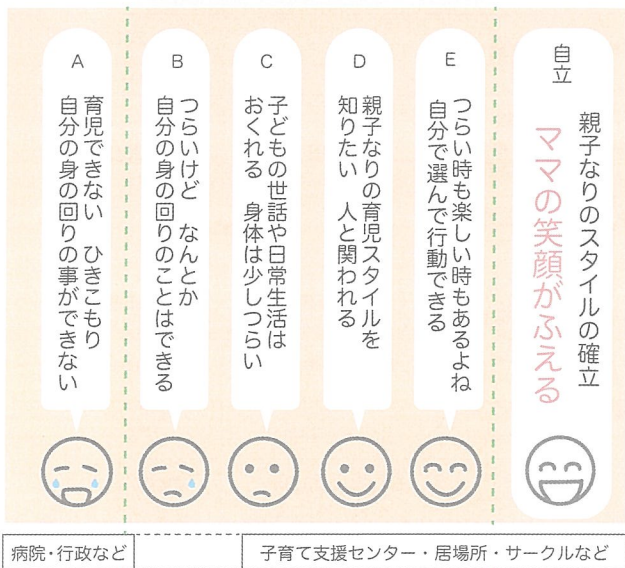 自立
親子なりのスタイルの確立
ママの笑顔がふえる
E
つらい時も楽しい時もあるよね
自分で選んで行動できる
D
親子なりの育児スタイルを
知りたい 人と関われる
C
子どもの世話や日常生活は
おくれる 身体は少しつらい
B
つらいけど なんとか
自分の身の回りのことはできる
A
育児できない ひきこもり
自分の身の回りの事ができない
病院・行政など
子育て支援センター・居場所・サークルなど